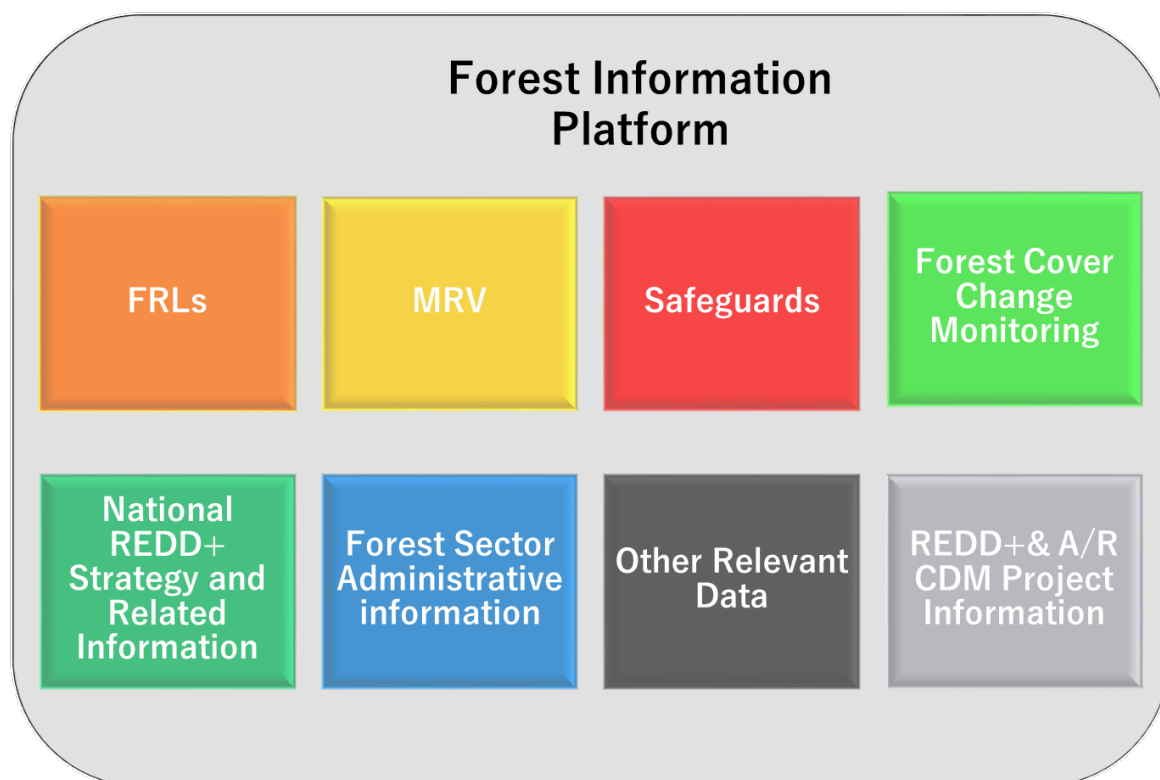 Forest Information
Platform
FRLs
MRV
Safeguards
Forest Cover
Change
Monitoring
National
REDD+
Strategy and
Related
Information
Forest Sector
Administrative
information
Other Relevant
Data
REDD+& A/R
CDM Project
Information